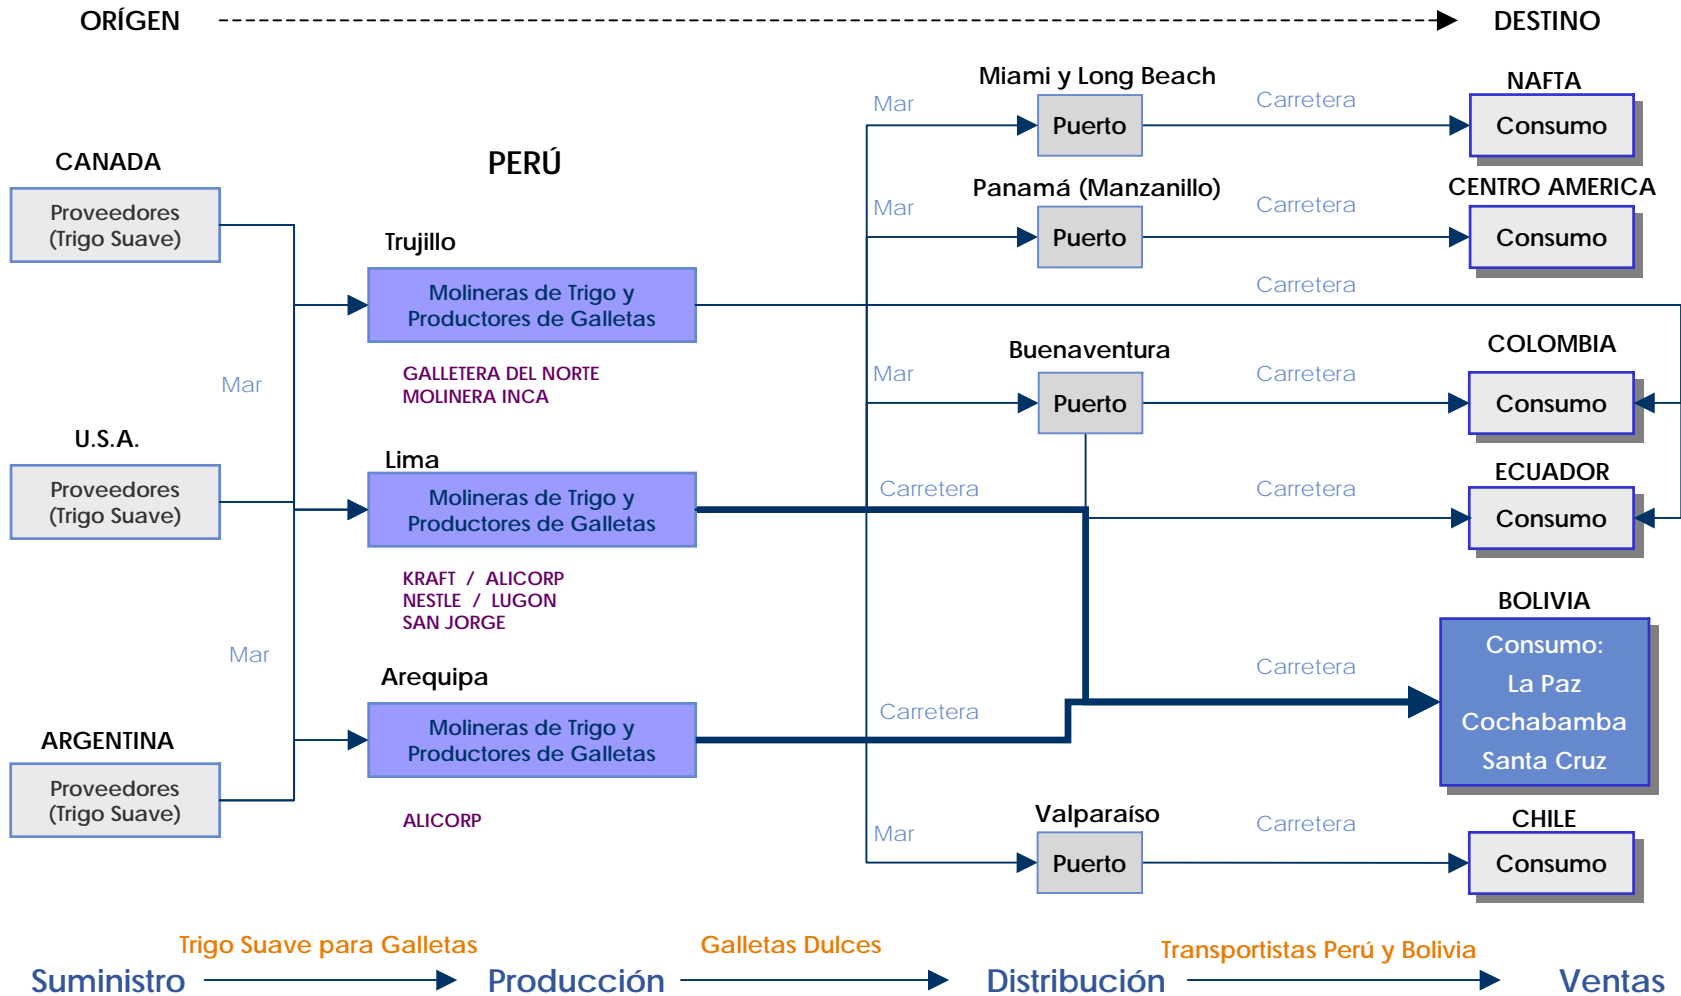 ORÍGEN
DESTINO
Miami y Long Beach
NAFTA
Mar
Puerto
Carretera
Consumo
CANADA
PERÚ
Proveedores
(Trigo Suave)
Panamá (Manzanillo)
CENTRO AMERICA
Mar
Puerto
Carretera
Consumo
Trujillo
Molineras de Trigo y
Productores de Galletas
Carretera
GALLETERA DEL NORTE
MOLINERA INCA
Mar
Buenaventura
COLOMBIA
Mar
Puerto
Carretera
Consumo
U.S.A.
Proveedores
(Trigo Suave)
Lima
Molineras de Trigo y
Productores de Galletas
Carretera
ECUADOR
Carretera
Consumo
KRAFT / ALICORP
NESTLE / LUGON
SAN JORGE
Mar
Arequipa
Molineras de Trigo y
Productores de Galletas
Carretera
Carretera
BOLIVIA
Consumo:
La Paz
Cochabamba
Santa Cruz
ARGENTINA
Proveedores
(Trigo Suave)
ALICORP
Valparaíso
CHILE
Mar
Puerto
Carretera
Consumo
Trigo Suave para Galletas
Galletas Dulces
Transportistas Perú y Bolivia
Suministro
Producción
Distribución
Ventas